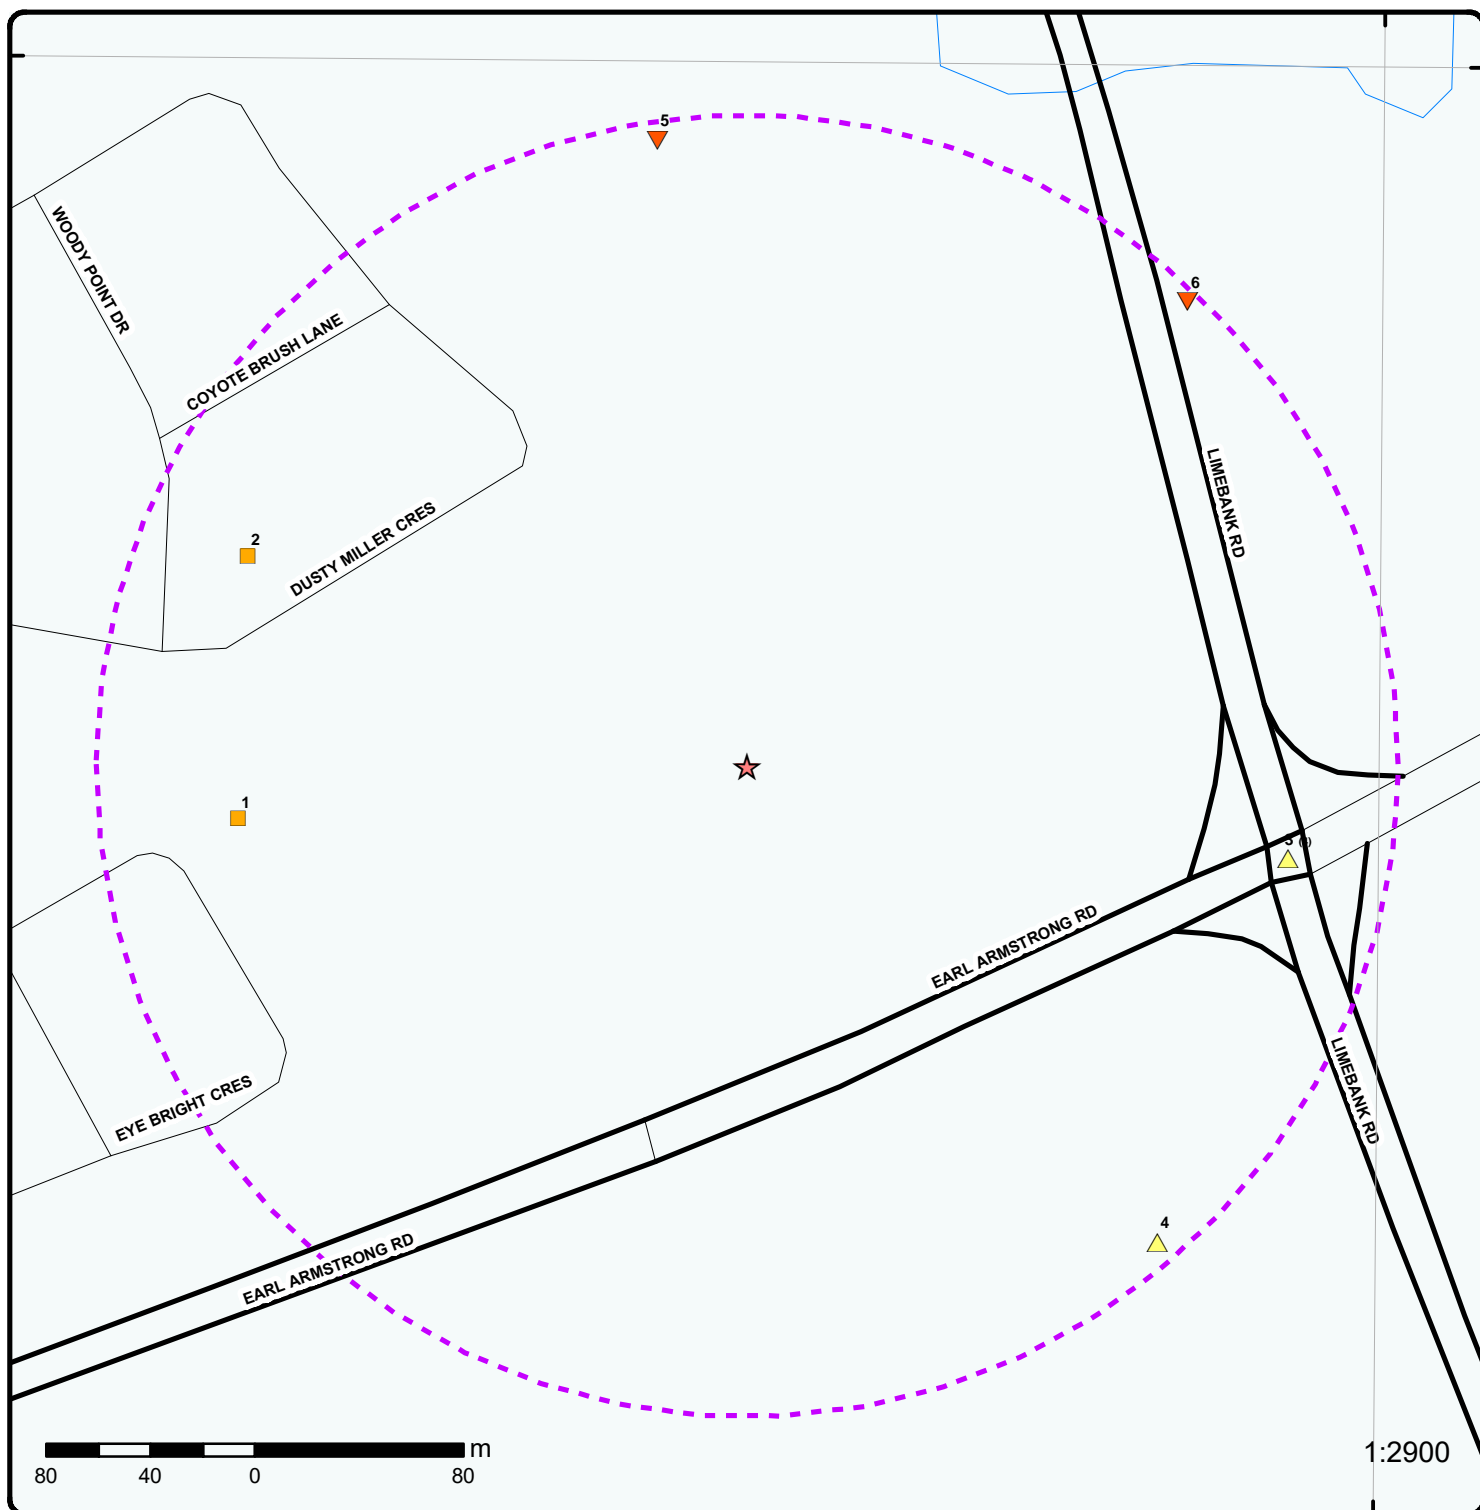 5
6
WOODY POINT DR
COYOTE BRUSH LANE
LIMEBANK RD
DUSTY MILLER CRES
2
1
3
EARL ARMSTRONG RD
LIMEBANK RD
EYE BRIGHT CRES
4
EARL ARMSTRONG RD
m
1:2900
80 40 0 80